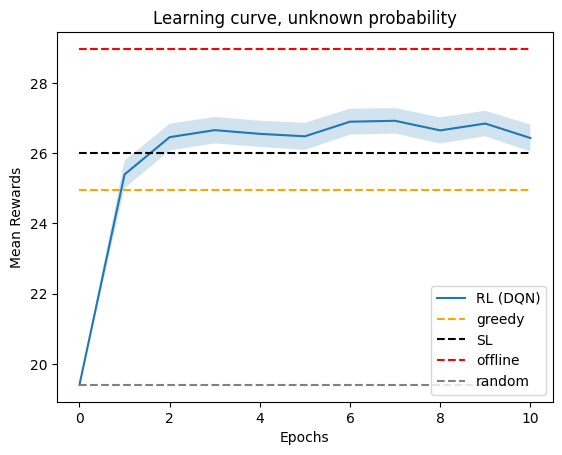 Learning curve, unknown probability
Mean Rewards
28
26
24
22
20
0
2
4
6
8
10
Epochs
RL (DQN)
greedy
SL
offline
random